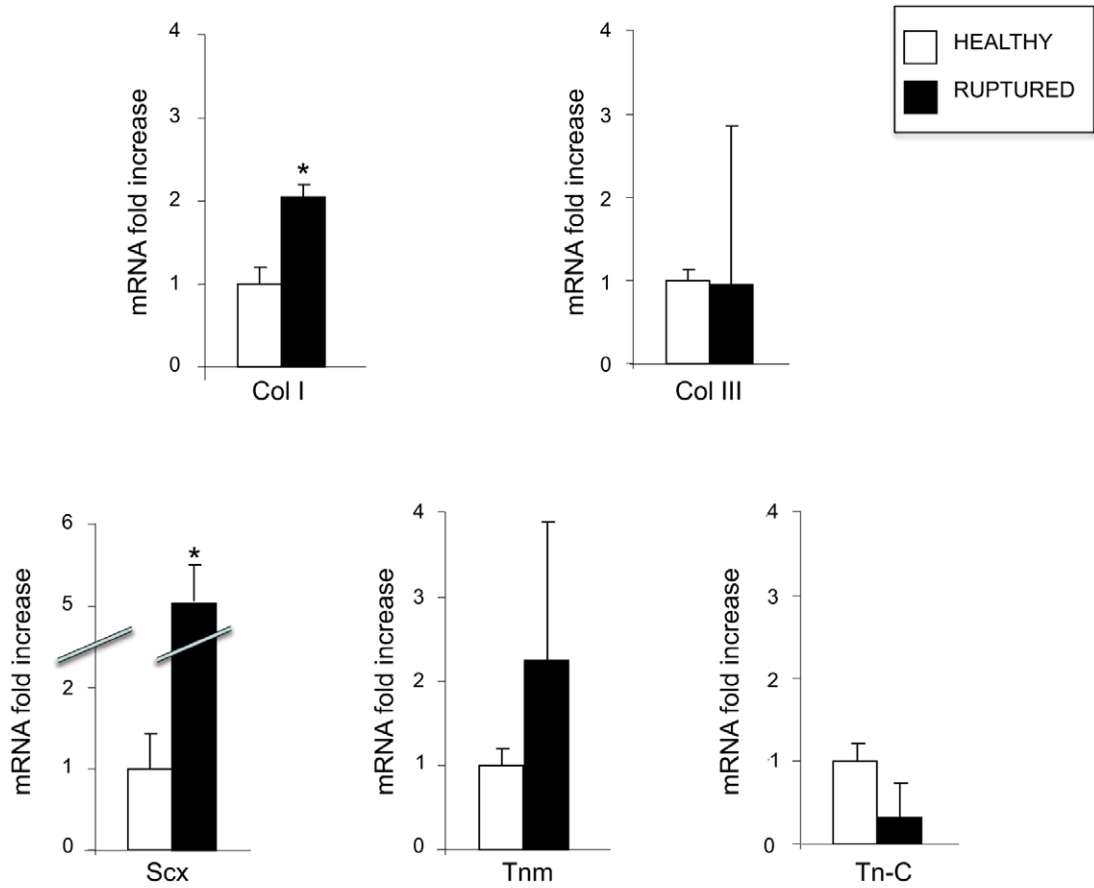 HEALTHY
RUPTURED
mRNA fold increase
4
3
2
1
0
*
Col I
mRNA fold increase
4
3
2
1
0
Col III
mRNA fold increase
6
5
2
1
0
*
Scx
mRNA fold increase
4
3
2
1
0
Tnm
mRNA fold increase
4
3
2
1
0
Tn-C